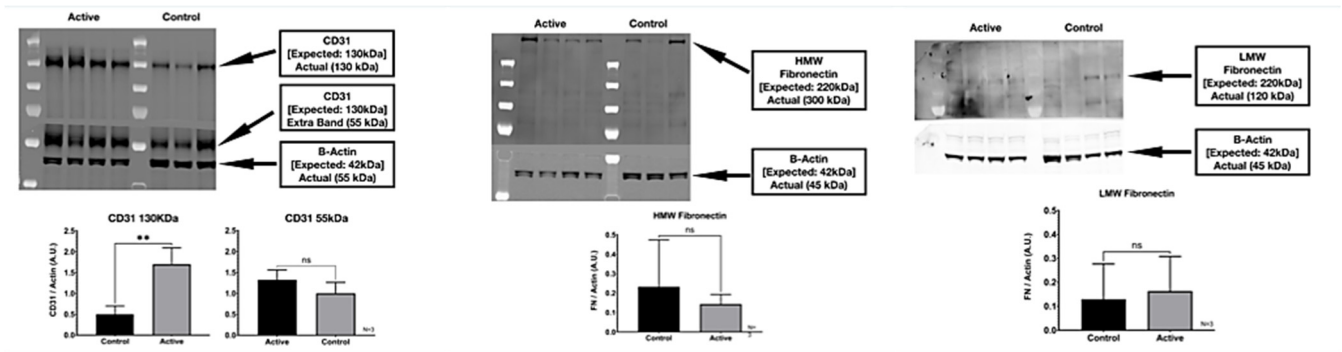 Active Control
CD31
[Expected: 130kDa]
Actual (130 kDa)
CD31
[Expected: 130kDa]
Extra Band (55 kDa)
B-Actin
[Expected: 42kDa]
Actual (55 kDa)
CD31 130KDa
CD31 / Actin (A.U.)
2.5
2.0
1.5
1.0
0.5
0.0
**
Control Active
CD31 55kDa
2.5
2.0
1.5
1.0
0.5
0.0
ns
Active Control
N=3
Active Control
HMW
Fibronectin
[Expected: 220kDa]
Actual (300 kDa)
B-Actin
[Expected: 42kDa]
Actual (45 kDa)
HMW Fibronectin
FN / Actin (A.U.)
0.5
0.4
0.3
0.2
0.1
0.0
ns
Control Active
N=
3
Active Control
LMW
Fibronectin
[Expected: 220kDa]
Actual (120 kDa)
B-Actin
[Expected: 42kDa]
Actual (45 kDa)
LMW Fibronectin
FN / Actin (A.U.)
0.5
0.4
0.3
0.2
0.1
0.0
ns
Control Active
N=3